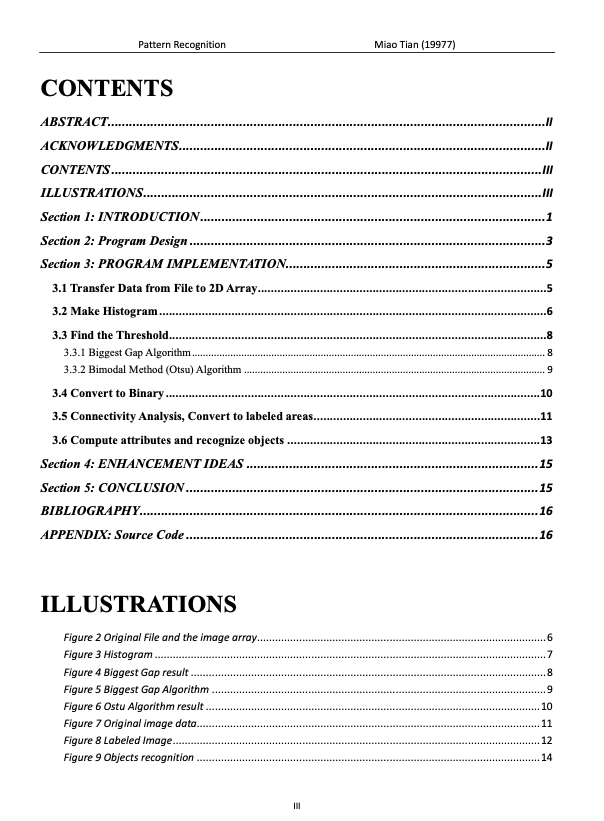 Pattern Recognition Miao Tian (19977)
CONTENTS
ABSTRACT II
ACKNOWLEDGMENTS II
CONTENTS III
ILLUSTRATIONS III
Section 1: INTRODUCTION 1
Section 2: Program Design 3
Section 3: PROGRAM IMPLEMENTATION 5
3.1 Transfer Data from File to 2D Array 5
3.2 Make Histogram 6
3.3 Find the Threshold 8
3.3.1 Biggest Gap Algorithm 8
3.3.2 Bimodal Method (Otsu) Algorithm 9
3.4 Convert to Binary 10
3.5 Connectivity Analysis, Convert to labeled areas 11
3.6 Compute attributes and recognize objects 13
Section 4: ENHANCEMENT IDEAS 15
Section 5: CONCLUSION 15
BIBLIOGRAPHY 16
APPENDIX: Source Code 16
ILLUSTRATIONS
Figure 2 Original File and the image array 6
Figure 3 Histogram 7
Figure 4 Biggest Gap result 8
Figure 5 Biggest Gap Algorithm 9
Figure 6 Ostu Algorithm result 10
Figure 7 Original image data 11
Figure 8 Labeled Image 12
Figure 9 Objects recognition 14
III